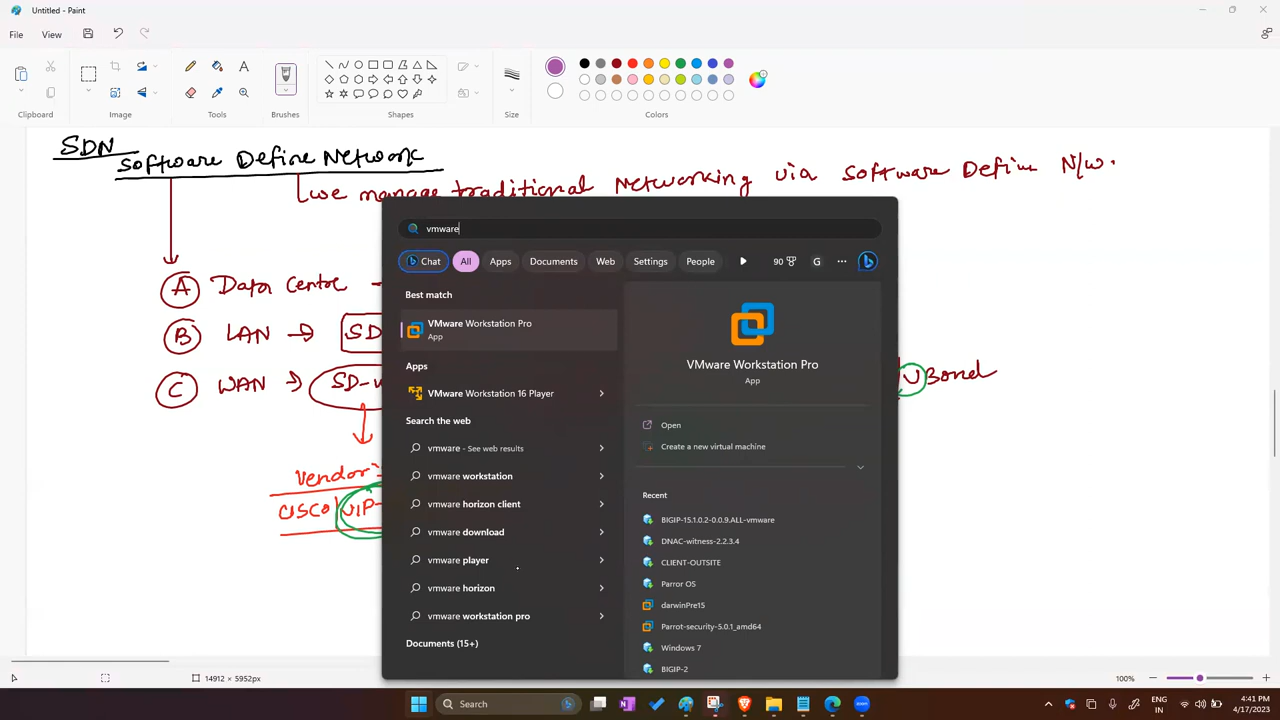 Untitled - Paint
File View
Clipboard Image Tools Brushes Shapes Size Colors
SDN
Software Define Network
we manage traditional Networking via Software Define N/w.
A Data Centre
B LAN → SD
C WAN → SD-W
Vendor's
CISCO VIP-
UBond
vmware
Chat All Apps Documents Web Settings People 90 G
Best match
VMware Workstation Pro
App
Apps
VMware Workstation 16 Player
Search the web
vmware - See web results
vmware workstation
vmware horizon client
vmware download
vmware player
vmware horizon
vmware workstation pro
Documents (15+)
VMware Workstation Pro
App
Open
Create a new virtual machine
Recent
BIGIP-15.1.0.2-0.0.9.ALL-vmware
DNAC-witness-2.2.3.4
CLIENT-OUTSITE
Parror OS
darwinPre15
Parrot-security-5.0.1_amd64
Windows 7
BIGIP-2
14912 × 5952px
100%
Search
ENG
IN
4:41 PM
4/17/2023